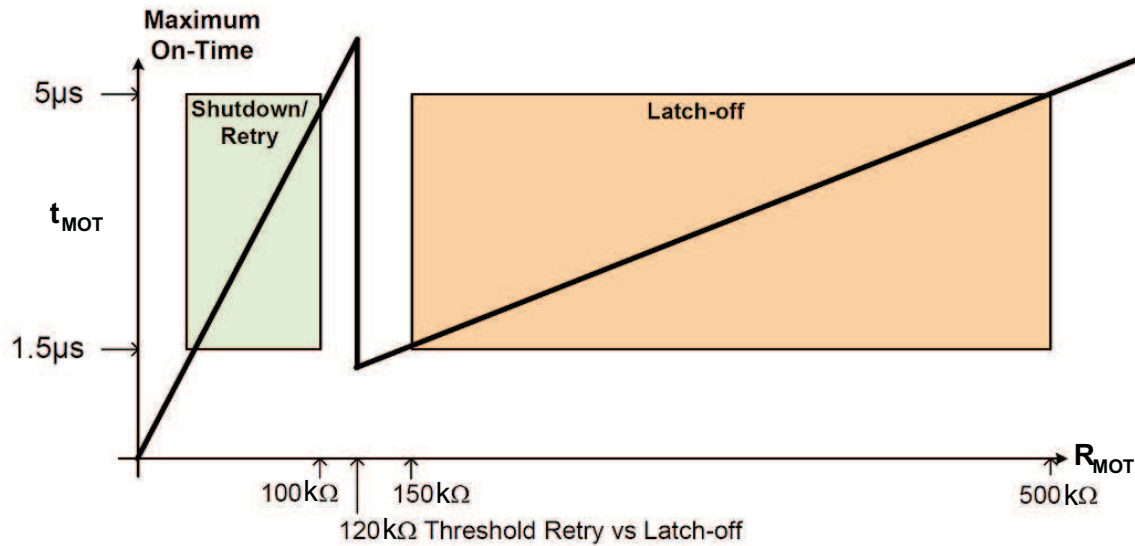 Maximum
On-Time
5µs
Shutdown/
Retry
Latch-off
tMOT
1.5µs
RMOT
100kΩ
150kΩ
500kΩ
120kΩ Threshold Retry vs Latch-off